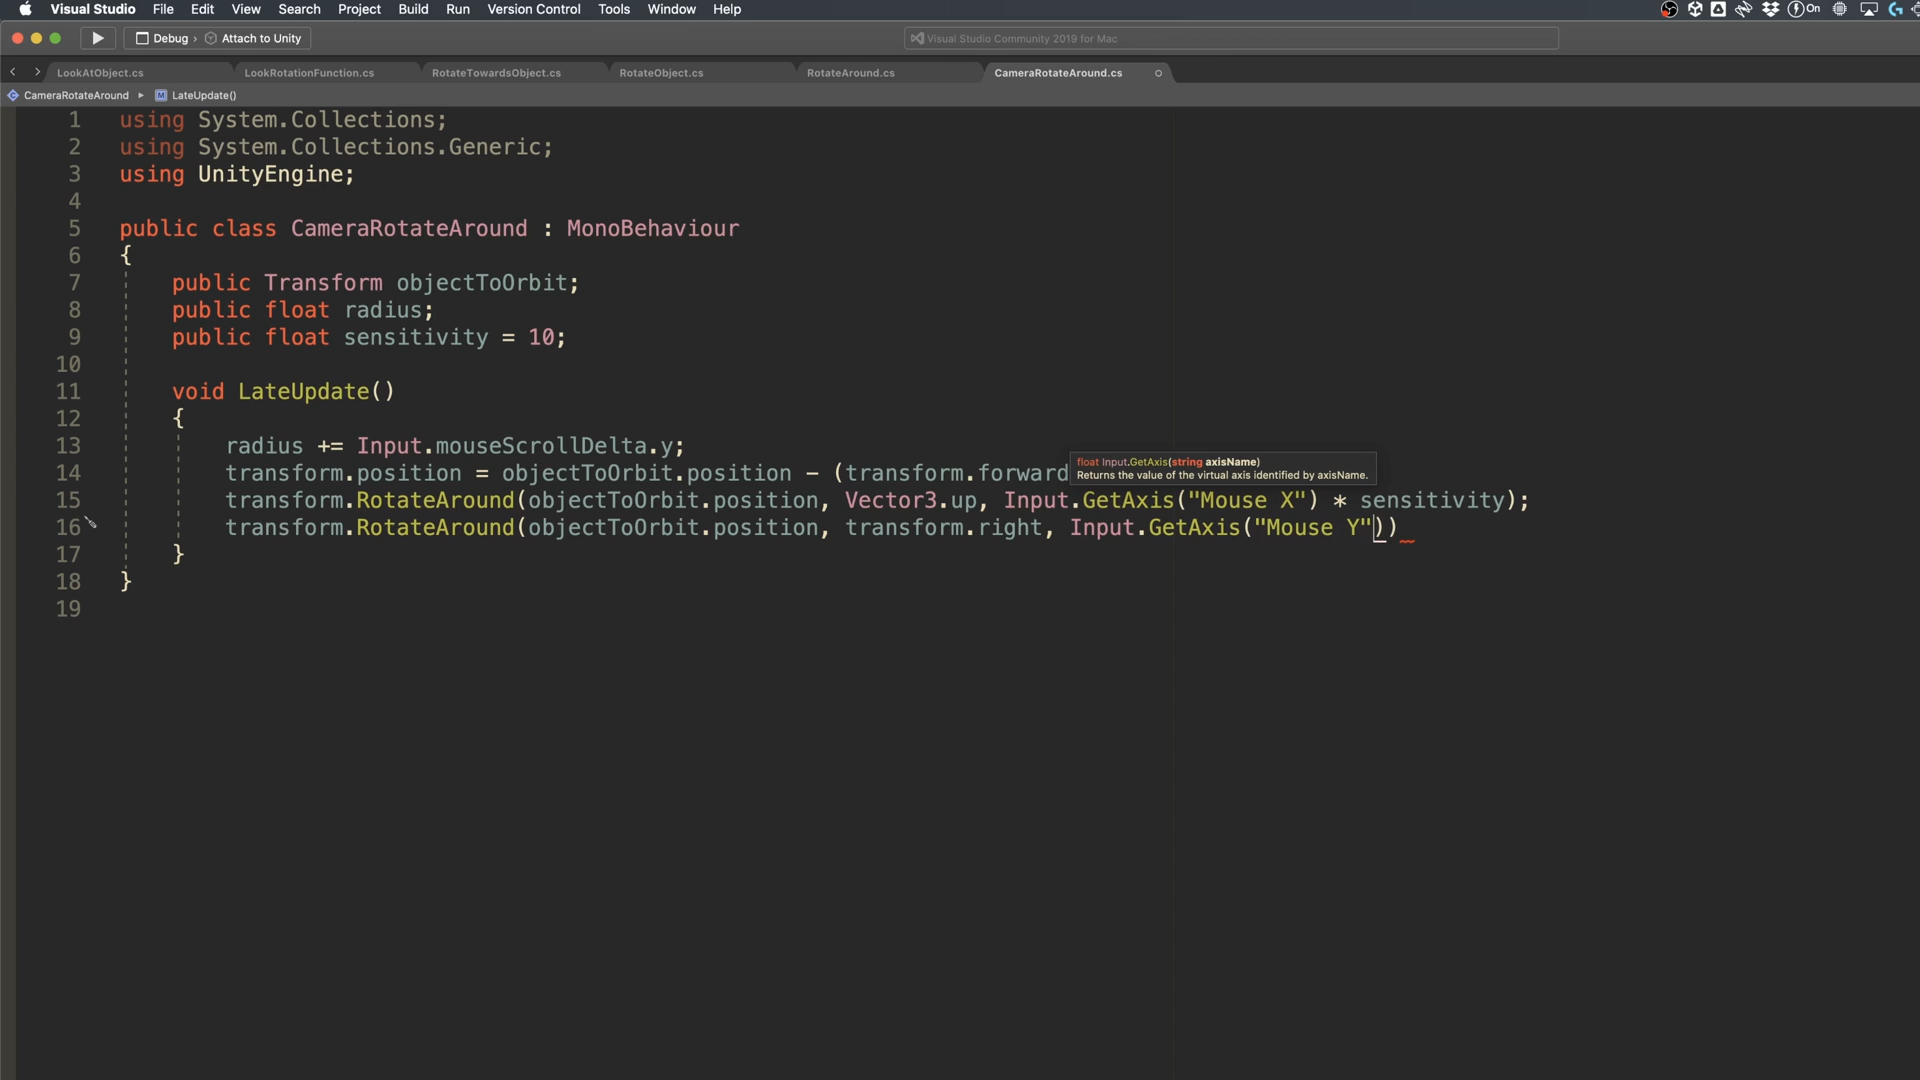 Visual Studio File Edit View Search Project Build Run Version Control Tools Window Help On
Debug › Attach to Unity Visual Studio Community 2019 for Mac
LookAtObject.cs LookRotationFunction.cs RotateTowardsObject.cs RotateObject.cs RotateAround.cs CameraRotateAround.cs
CameraRotateAround M LateUpdate()
1 using System.Collections;
2 using System.Collections.Generic;
3 using UnityEngine;
4
5 public class CameraRotateAround : MonoBehaviour
6 {
7 public Transform objectToOrbit;
8 public float radius;
9 public float sensitivity = 10;
10
11 void LateUpdate()
12 {
13 radius += Input.mouseScrollDelta.y;
float Input.GetAxis(string axisName)
Returns the value of the virtual axis identified by axisName.
14 transform.position = objectToOrbit.position - (transform.forward
15 transform.RotateAround(objectToOrbit.position, Vector3.up, Input.GetAxis("Mouse X") * sensitivity);
16 transform.RotateAround(objectToOrbit.position, transform.right, Input.GetAxis("Mouse Y"))
17 }
18 }
19